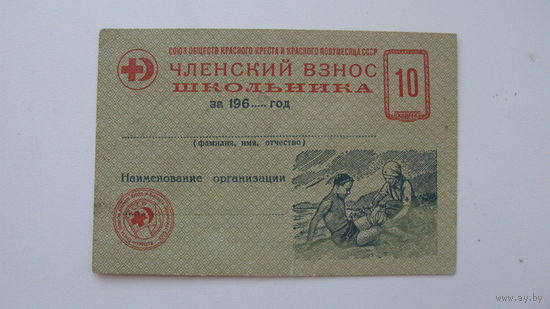 СОЮЗ ОБЩЕСТВ КРАСНОГО КРЕСТА И КРАСНОГО ПОЛУМЕСЯЦА СССР
ЧЛЕНСКИЙ ВЗНОС
ШКОЛЬНИКА
10
за 196..... год
(фамилия, имя, отчество)
Наименование организации
www.ay.by